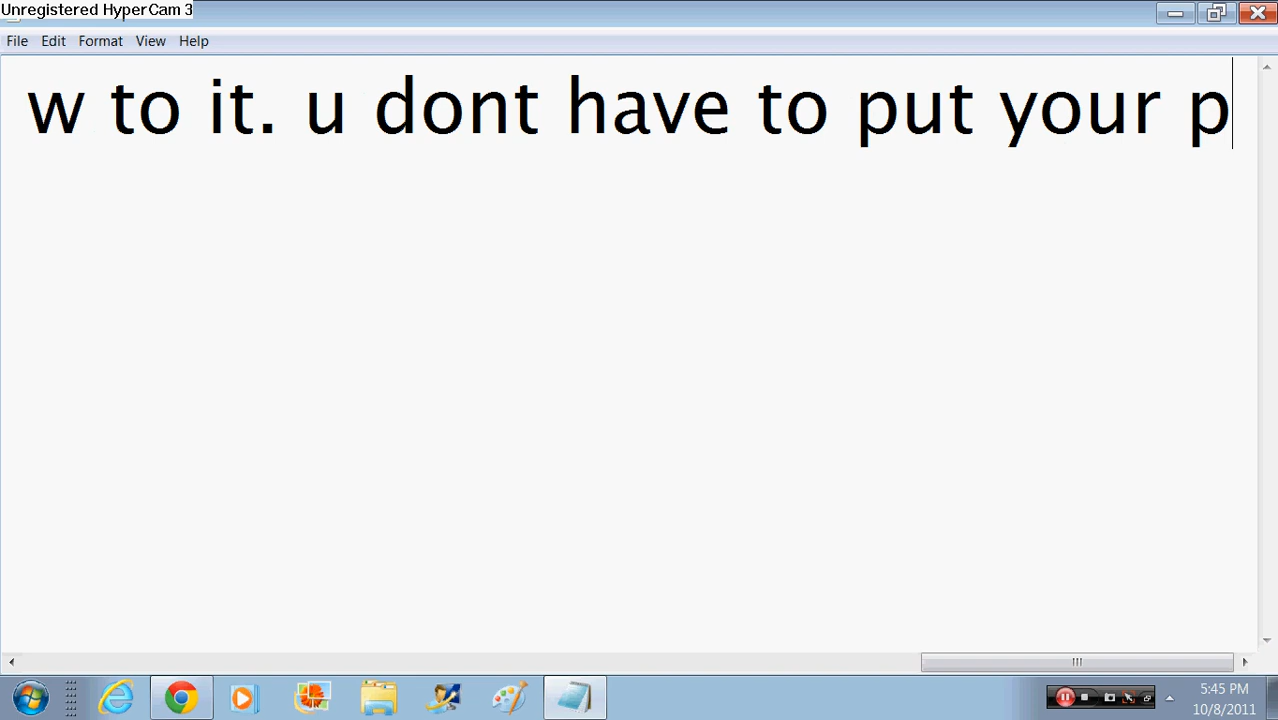 Unregistered HyperCam 3
File Edit Format View Help
w to it. u dont have to put your p
5:45 PM
10/8/2011